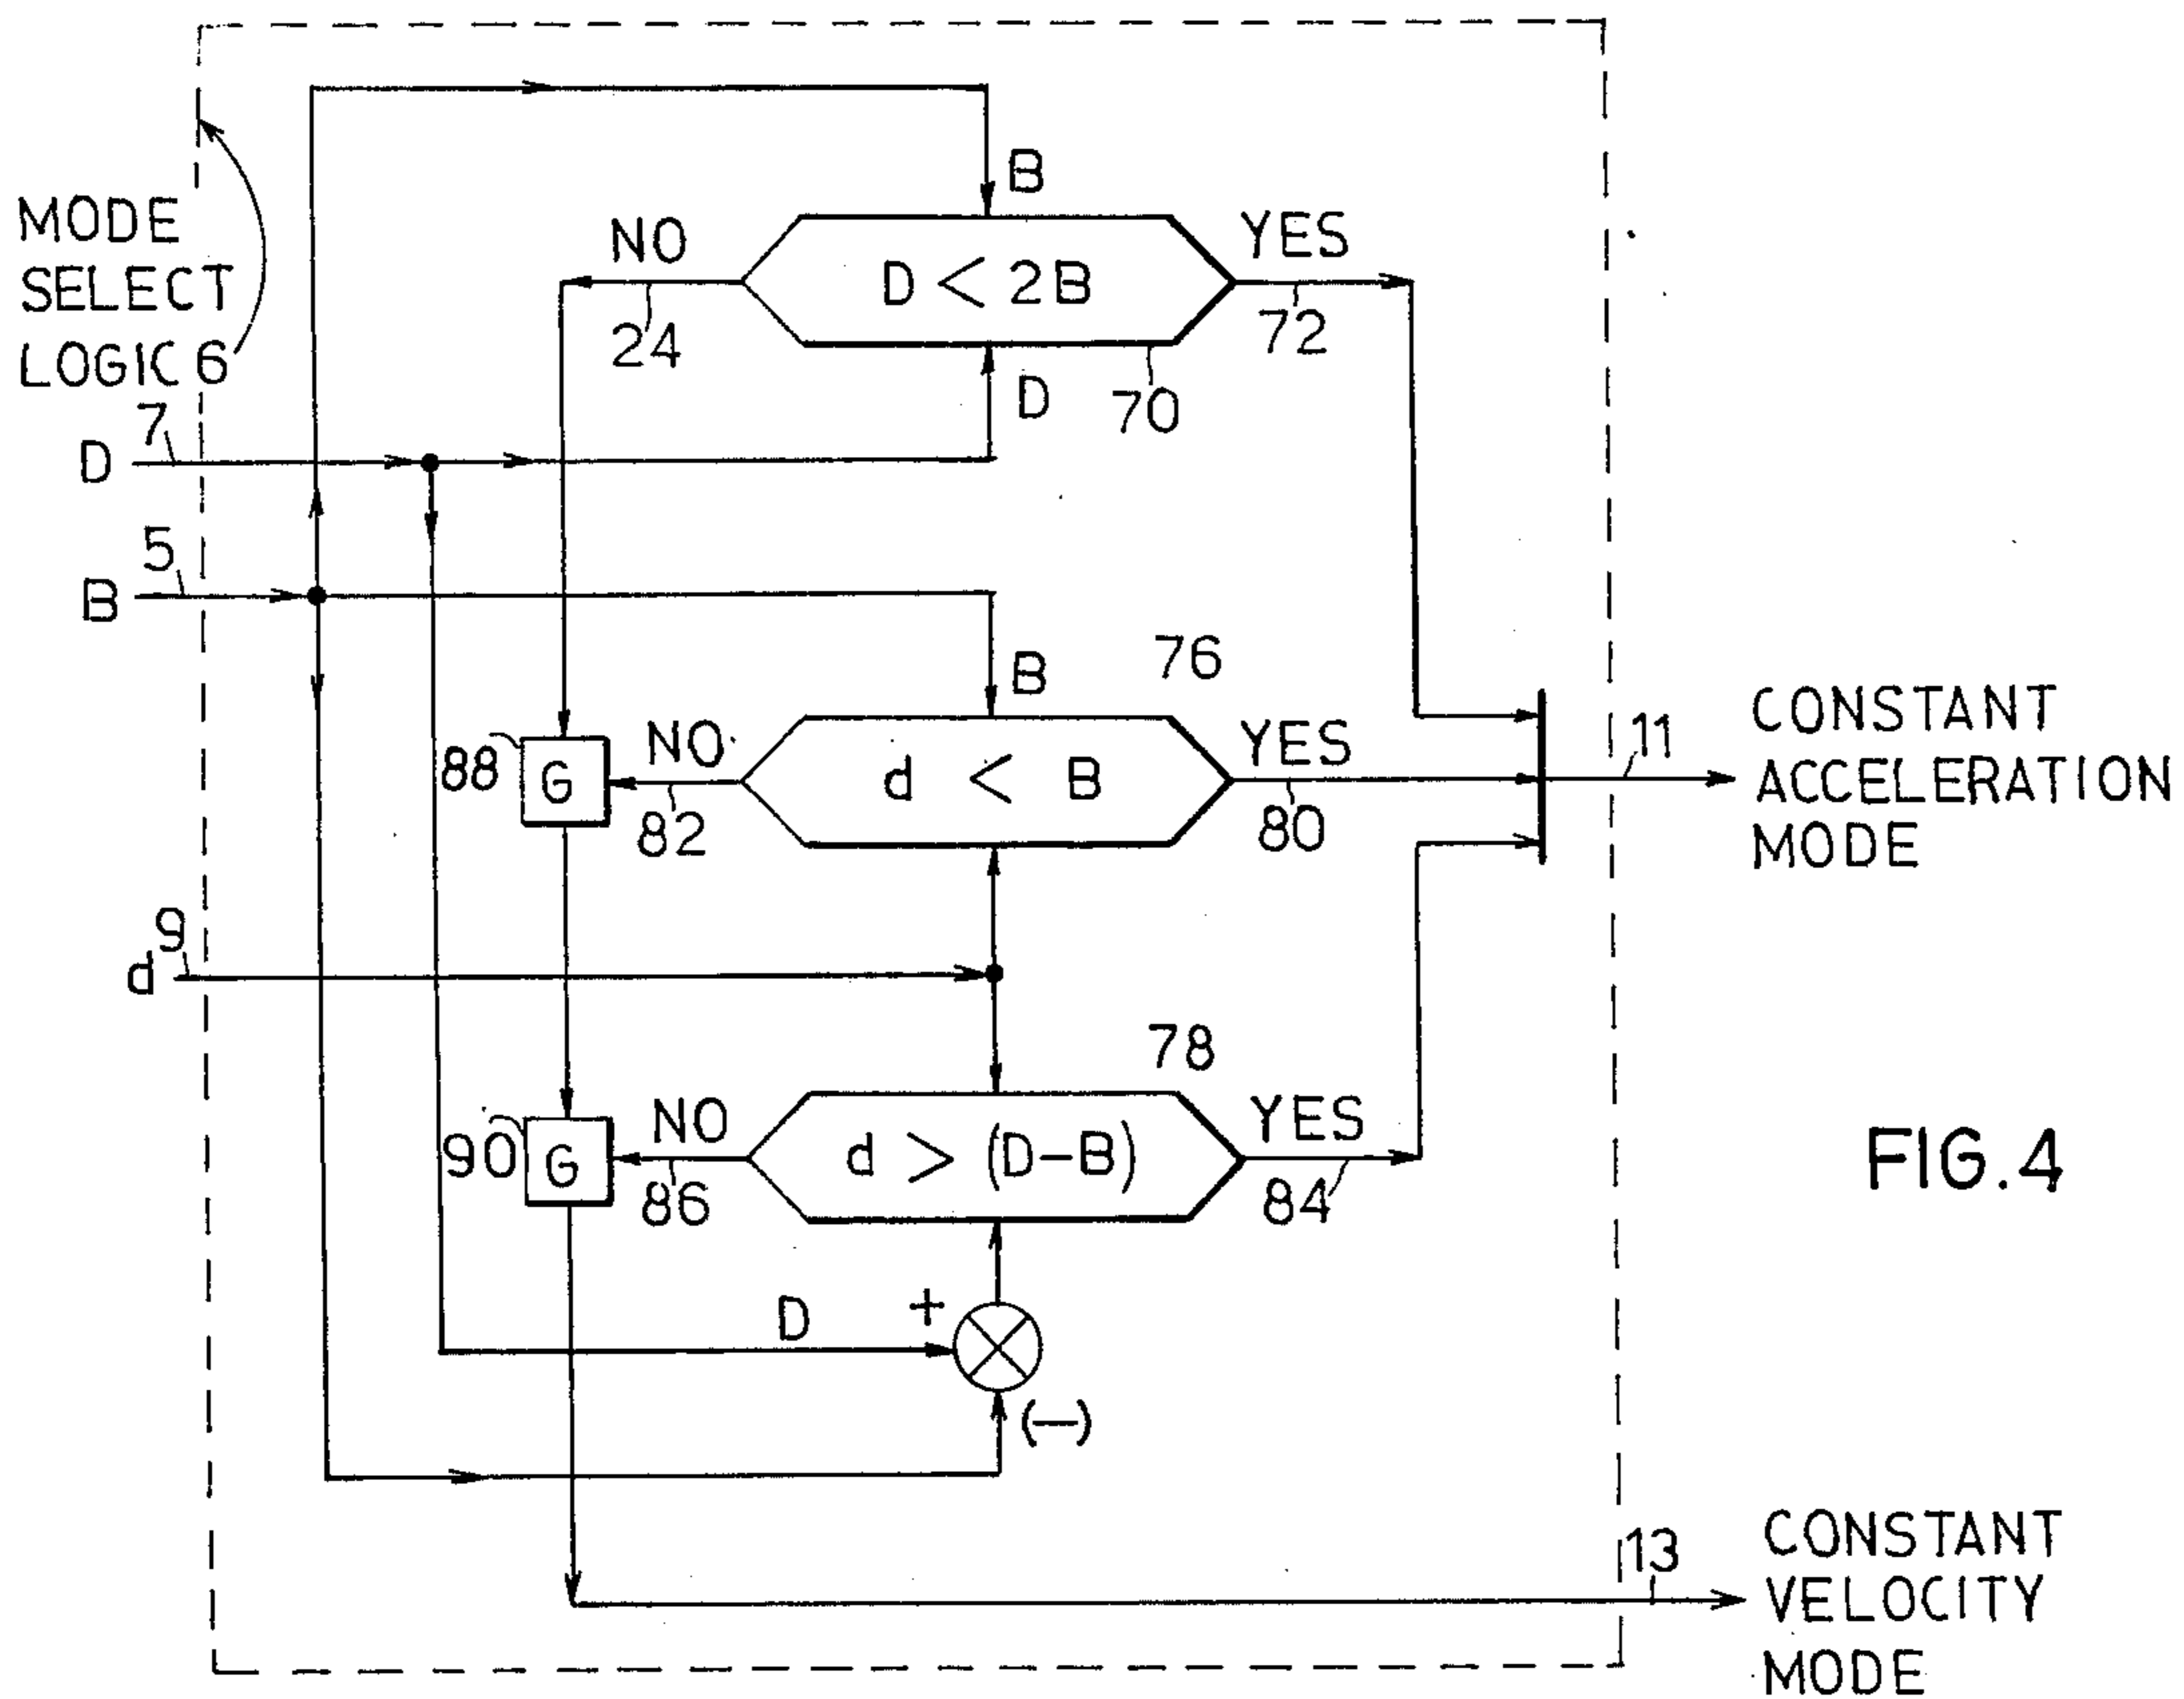 B
MODE
SELECT
LOGIC 6
NO
D < 2B
YES
24
72
D
70
7
D
5
B
76
B
88
G
NO
d < B
YES
82
80
11
CONSTANT
ACCELERATION
MODE
9
d
78
90
G
NO
d > (D-B)
YES
86
84
FIG. 4
D
+
(-)
13
CONSTANT
VELOCITY
MODE